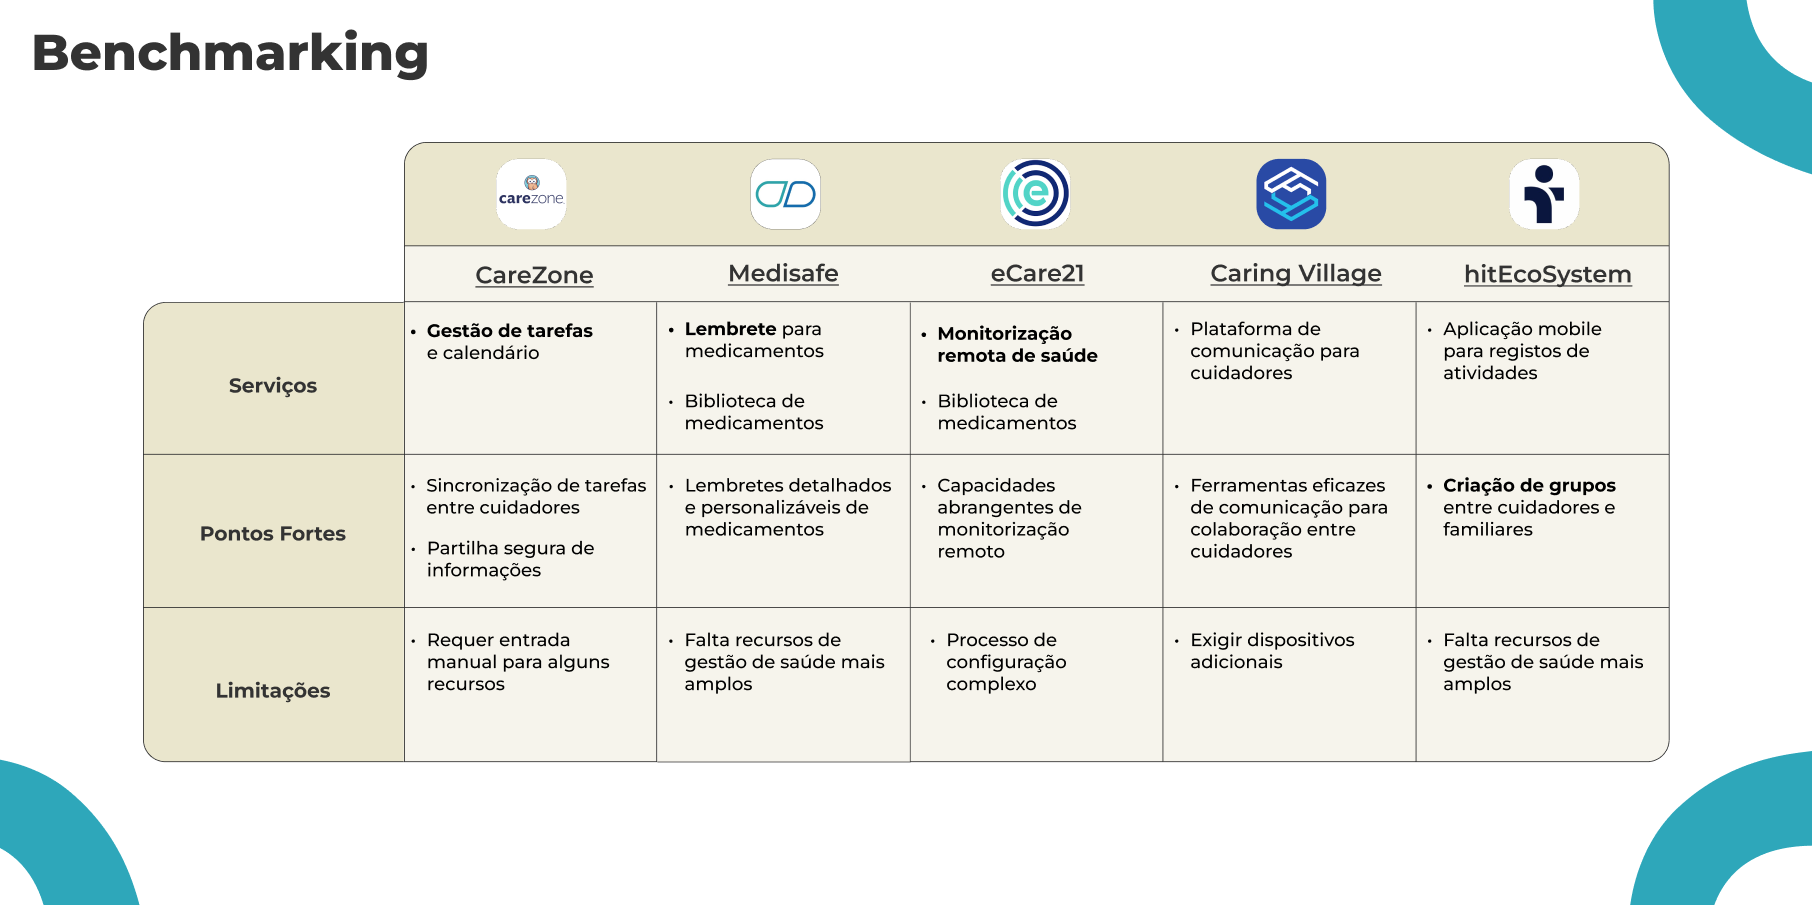 Benchmarking
carezone
e
CareZone
Medisafe
eCare21
Caring Village
hitEcoSystem
Serviços
• Gestão de tarefas
e calendário
• Lembrete para
medicamentos
• Biblioteca de
medicamentos
• Monitorização
remota de saúde
• Biblioteca de
medicamentos
• Plataforma de
comunicação para
cuidadores
• Aplicação mobile
para registos de
atividades
Pontos Fortes
• Sincronização de tarefas
entre cuidadores
• Partilha segura de
informações
• Lembretes detalhados
e personalizáveis de
medicamentos
• Capacidades
abrangentes de
monitorização
remoto
• Ferramentas eficazes
de comunicação para
colaboração entre
cuidadores
• Criação de grupos
entre cuidadores e
familiares
Limitações
• Requer entrada
manual para alguns
recursos
• Falta recursos de
gestão de saúde mais
amplos
• Processo de
configuração
complexo
• Exigir dispositivos
adicionais
• Falta recursos de
gestão de saúde mais
amplos